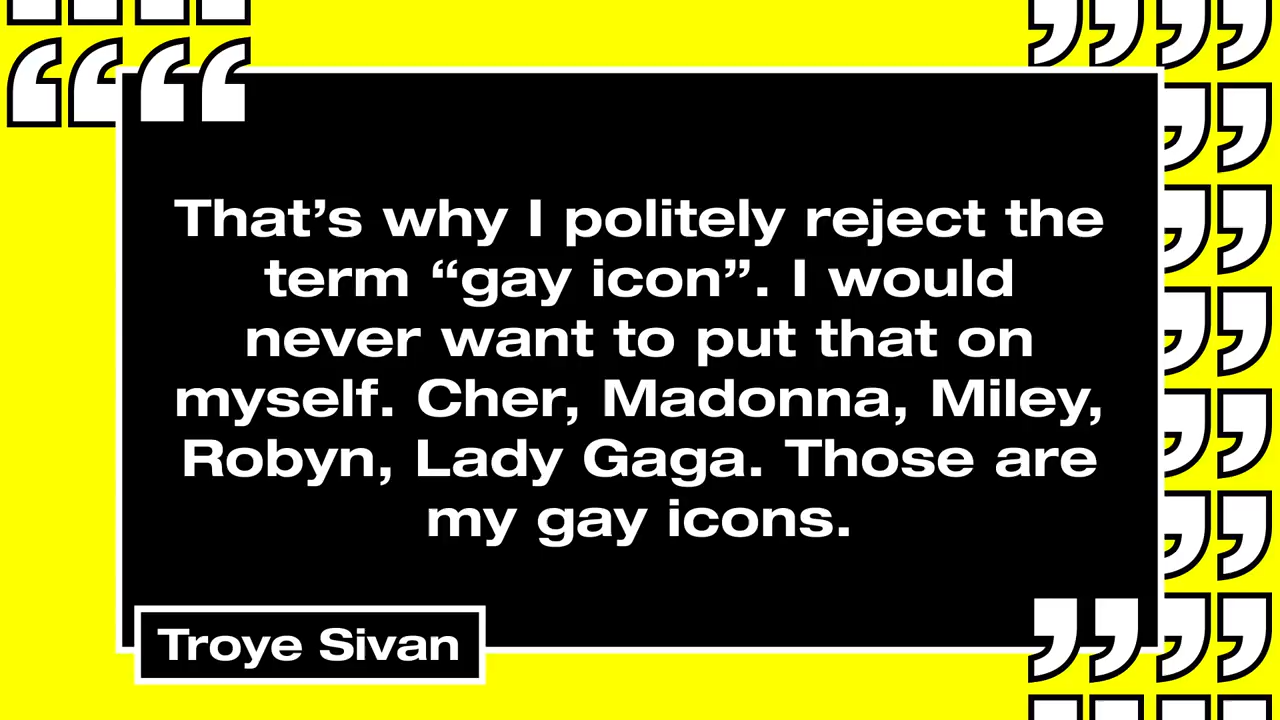 That’s why I politely reject the
term “gay icon”. I would
never want to put that on
myself. Cher, Madonna, Miley,
Robyn, Lady Gaga. Those are
my gay icons.
Troye Sivan